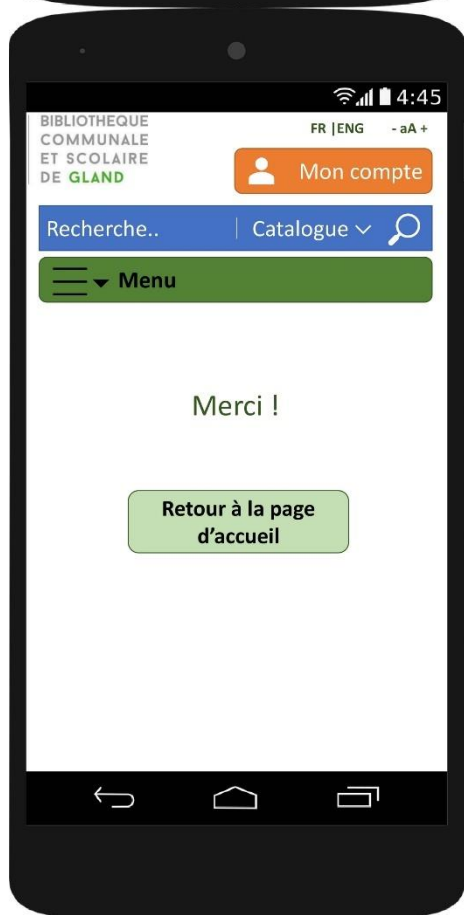 4:45
BIBLIOTHEQUE
COMMUNALE
ET SCOLAIRE
DE GLAND
FR |ENG - aA +
Mon compte
Recherche.. | Catalogue
Menu
Merci !
Retour à la page
d'accueil